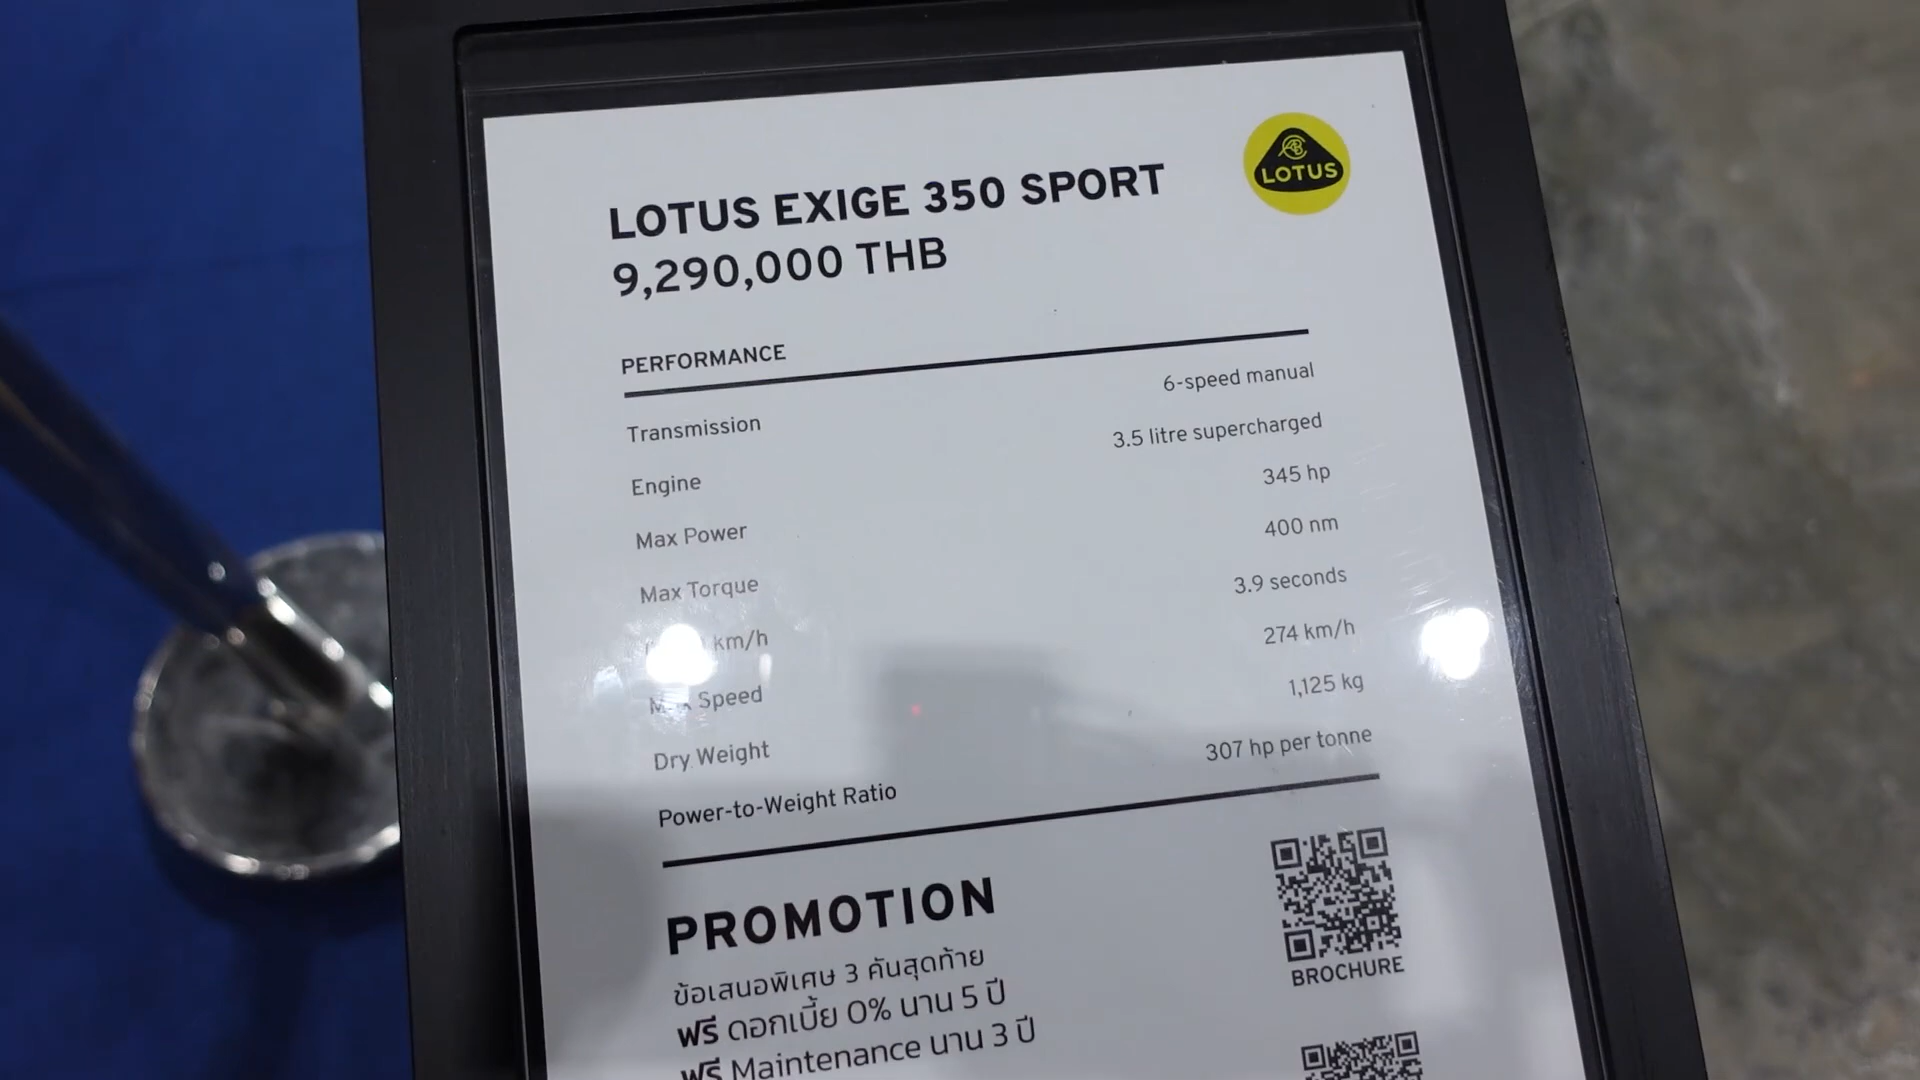 LOTUS
LOTUS EXIGE 350 SPORT
9,290,000 THB
PERFORMANCE
Transmission 6-speed manual
Engine 3.5 litre supercharged
Max Power 345 hp
Max Torque 400 nm
km/h 3.9 seconds
Speed 274 km/h
Dry Weight 1,125 kg
Power-to-Weight Ratio 307 hp per tonne
PROMOTION
ข้อเสนอพิเศษ 3 คันสุดท้าย
ฟรี ดอกเบี้ย 0% นาน 5 ปี
ฟรี Maintenance นาน 3 ปี
BROCHURE